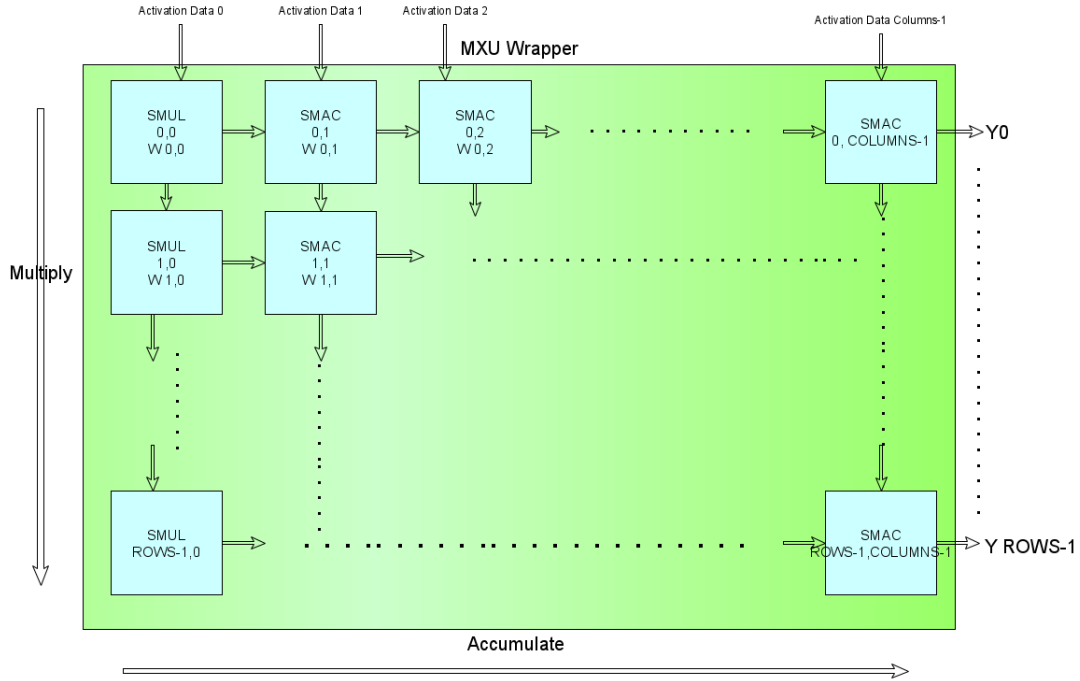 Activation Data 0
Activation Data 1
Activation Data 2
Activation Data Columns-1
MXU Wrapper
SMUL
0,0
W 0,0
SMAC
0,1
W 0,1
SMAC
0,2
W 0,2
SMAC
0, COLUMNS-1
Y0
Multiply
SMUL
1,0
W 1,0
SMAC
1,1
W 1,1
SMUL
ROWS-1,0
SMAC
ROWS-1,COLUMNS-1
Y ROWS-1
Accumulate